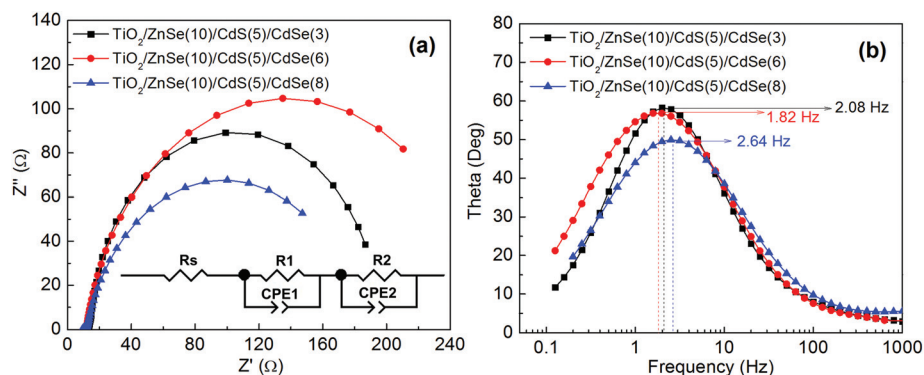 (a)
TiO₂/ZnSe(10)/CdS(5)/CdSe(3)
TiO₂/ZnSe(10)/CdS(5)/CdSe(6)
TiO₂/ZnSe(10)/CdS(5)/CdSe(8)
120
100
80
60
40
20
0
Z'' (Ω)
Rs
R1
R2
CPE1
CPE2
0 40 80 120 160 200 240
Z' (Ω)
(b)
TiO₂/ZnSe(10)/CdS(5)/CdSe(3)
TiO₂/ZnSe(10)/CdS(5)/CdSe(6)
TiO₂/ZnSe(10)/CdS(5)/CdSe(8)
2.08 Hz
1.82 Hz
2.64 Hz
80
70
60
50
40
30
20
10
0
Theta (Deg)
0.1 1 10 100 1000
Frequency (Hz)